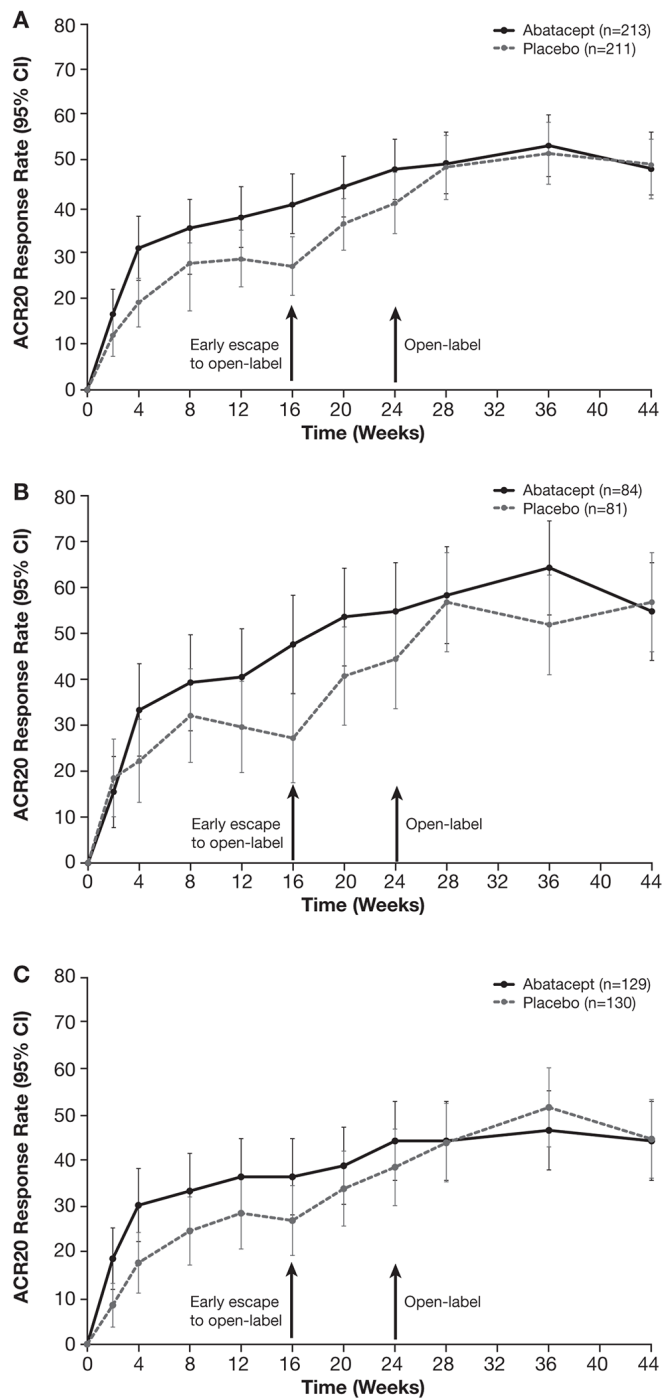 A
ACR20 Response Rate (95% CI)
80
70
60
50
40
30
20
10
0
Abatacept (n=213)
Placebo (n=211)
Early escape
to open-label
Open-label
0 4 8 12 16 20 24 28 32 36 40 44
Time (Weeks)
B
ACR20 Response Rate (95% CI)
80
70
60
50
40
30
20
10
0
Abatacept (n=84)
Placebo (n=81)
Early escape
to open-label
Open-label
0 4 8 12 16 20 24 28 32 36 40 44
Time (Weeks)
C
ACR20 Response Rate (95% CI)
80
70
60
50
40
30
20
10
0
Abatacept (n=129)
Placebo (n=130)
Early escape
to open-label
Open-label
0 4 8 12 16 20 24 28 32 36 40 44
Time (Weeks)